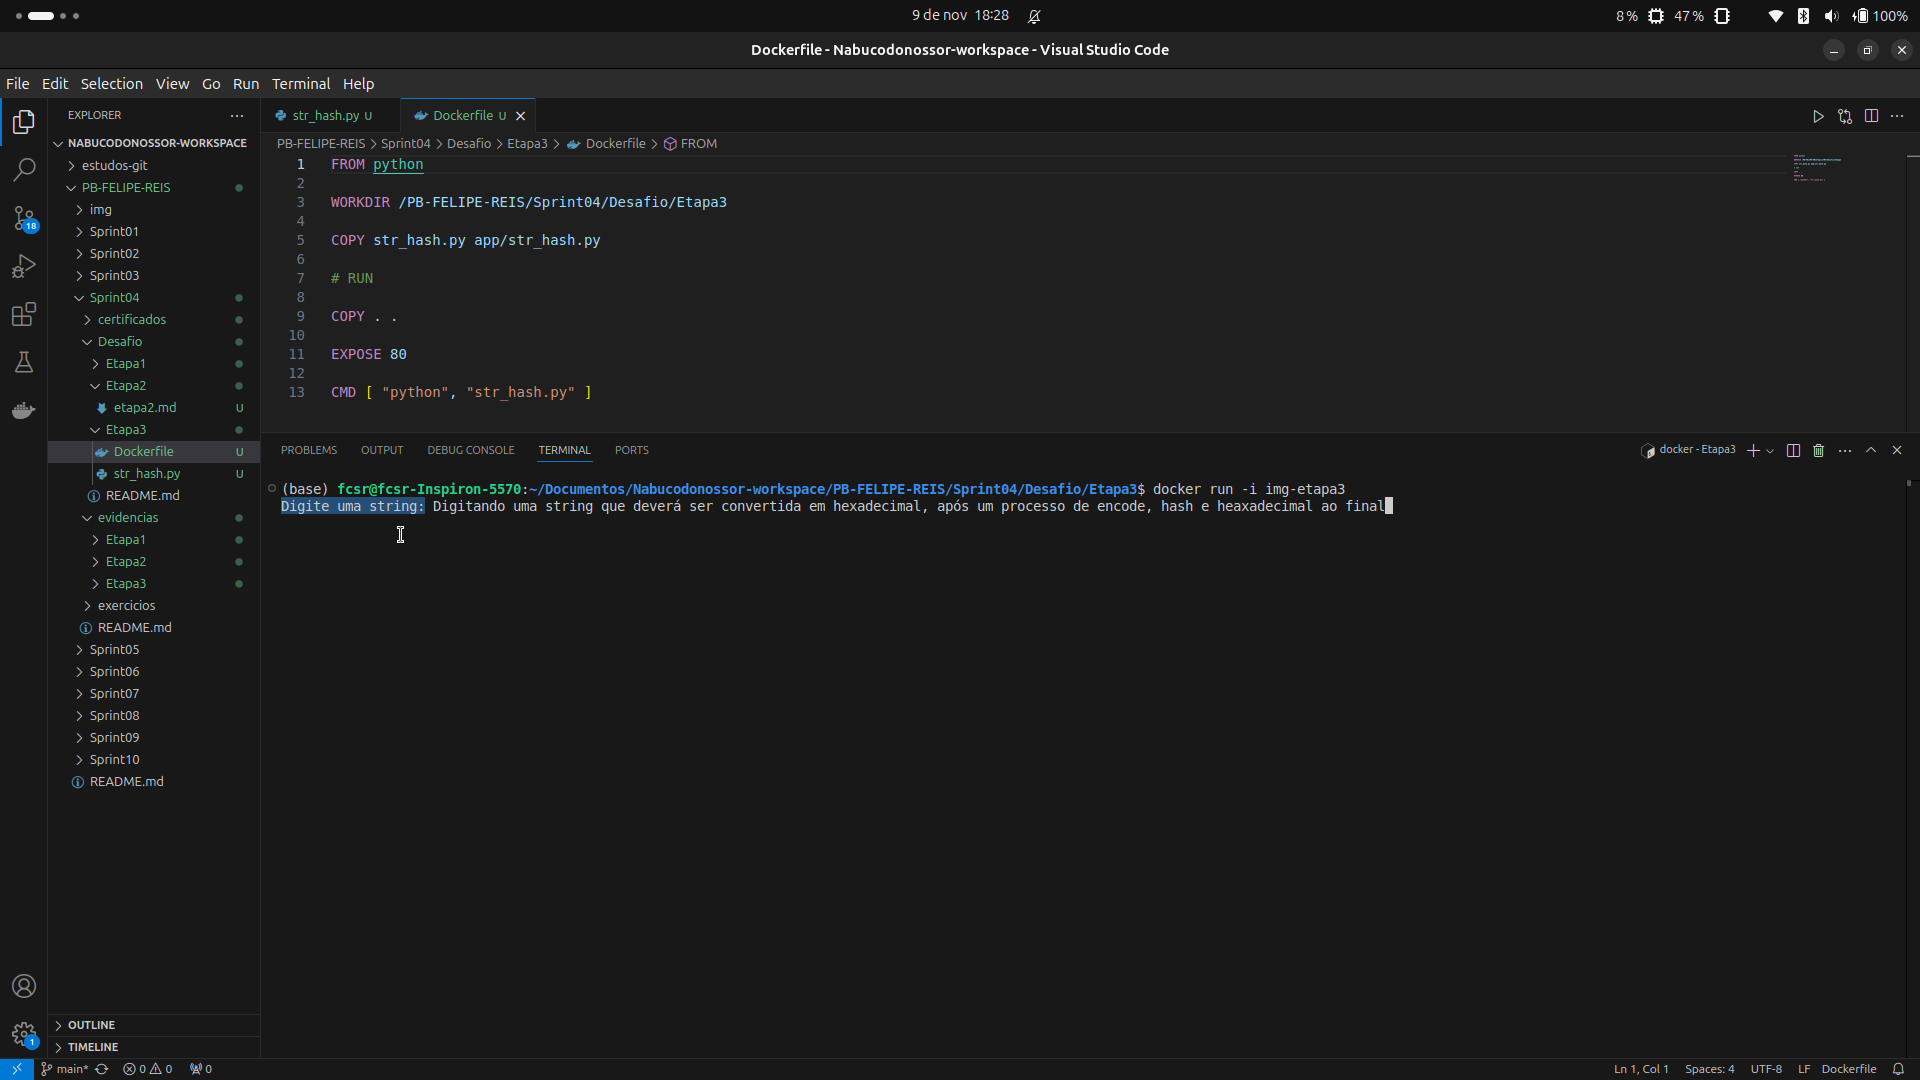 9 de nov 18:28
8% 47% 100%
Dockerfile - Nabucodonossor-workspace - Visual Studio Code
File Edit Selection View Go Run Terminal Help
EXPLORER
NABUCODONOSSOR-WORKSPACE
estudos-git
PB-FELIPE-REIS
img
Sprint01
Sprint02
Sprint03
Sprint04
certificados
Desafio
Etapa1
Etapa2
etapa2.md U
Etapa3
Dockerfile U
str_hash.py U
README.md
evidencias
Etapa1
Etapa2
Etapa3
exercicios
README.md
Sprint05
Sprint06
Sprint07
Sprint08
Sprint09
Sprint10
README.md
OUTLINE
TIMELINE
18
1
str_hash.py U Dockerfile U
PB-FELIPE-REIS > Sprint04 > Desafio > Etapa3 > Dockerfile > FROM
1 FROM python
2
3 WORKDIR /PB-FELIPE-REIS/Sprint04/Desafio/Etapa3
4
5 COPY str_hash.py app/str_hash.py
6
7 # RUN
8
9 COPY . .
10
11 EXPOSE 80
12
13 CMD [ "python", "str_hash.py" ]
PROBLEMS OUTPUT DEBUG CONSOLE TERMINAL PORTS
docker - Etapa3
(base) fcsr@fcsr-Inspiron-5570:~/Documentos/Nabucodonossor-workspace/PB-FELIPE-REIS/Sprint04/Desafio/Etapa3$ docker run -i img-etapa3
Digite uma string: Digitando uma string que deverá ser convertida em hexadecimal, após um processo de encode, hash e heaxadecimal ao final
main* 0 0 0
Ln 1, Col 1 Spaces: 4 UTF-8 LF Dockerfile